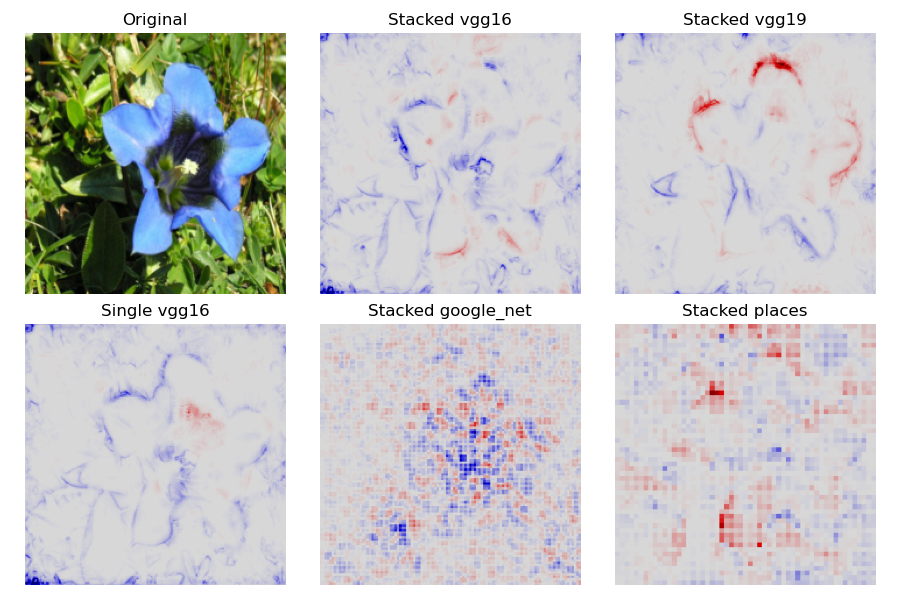 Original
Stacked vgg16
Stacked vgg19
Single vgg16
Stacked google_net
Stacked places